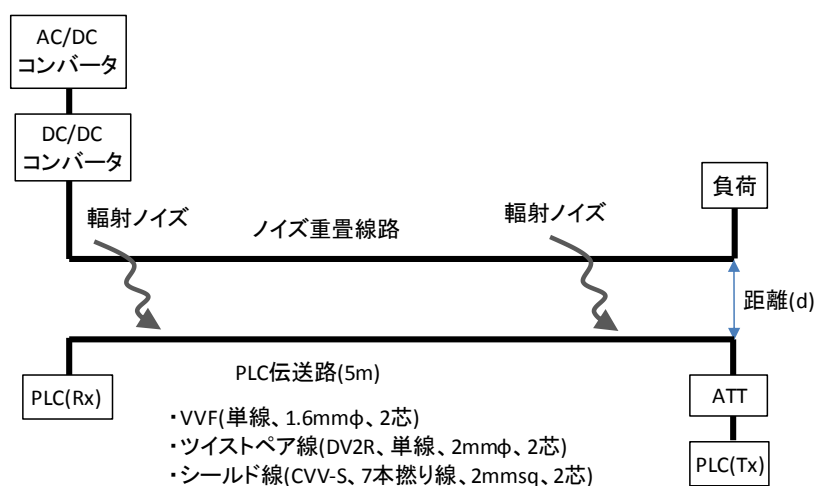 AC/DC
コンバータ
DC/DC
コンバータ
負荷
輻射ノイズ
ノイズ重畳線路
輻射ノイズ
距離(d)
PLC伝送路(5m)
PLC(Rx)
ATT
・VVF(単線、1.6mmφ、2芯)
・ツイストペア線(DV2R、単線、2mmφ、2芯)
・シールド線(CVV-S、7本撚り線、2mmsq、2芯)
PLC(Tx)